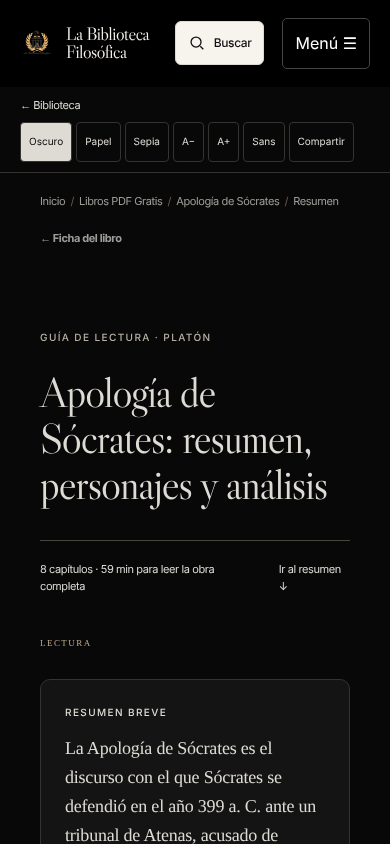 La Biblioteca
Filosófica
Buscar
Menú ☰
← Biblioteca
Oscuro
Papel
Sepia
A−
A+
Sans
Compartir
Inicio / Libros PDF Gratis / Apología de Sócrates / Resumen
← Ficha del libro
GUÍA DE LECTURA · PLATÓN
Apología de
Sócrates: resumen,
personajes y análisis
8 capítulos · 59 min para leer la obra
completa
Ir al resumen
↓
LECTURA
RESUMEN BREVE
La Apología de Sócrates es el
discurso con el que Sócrates se
defendió en el año 399 a. C. ante un
tribunal de Atenas, acusado de